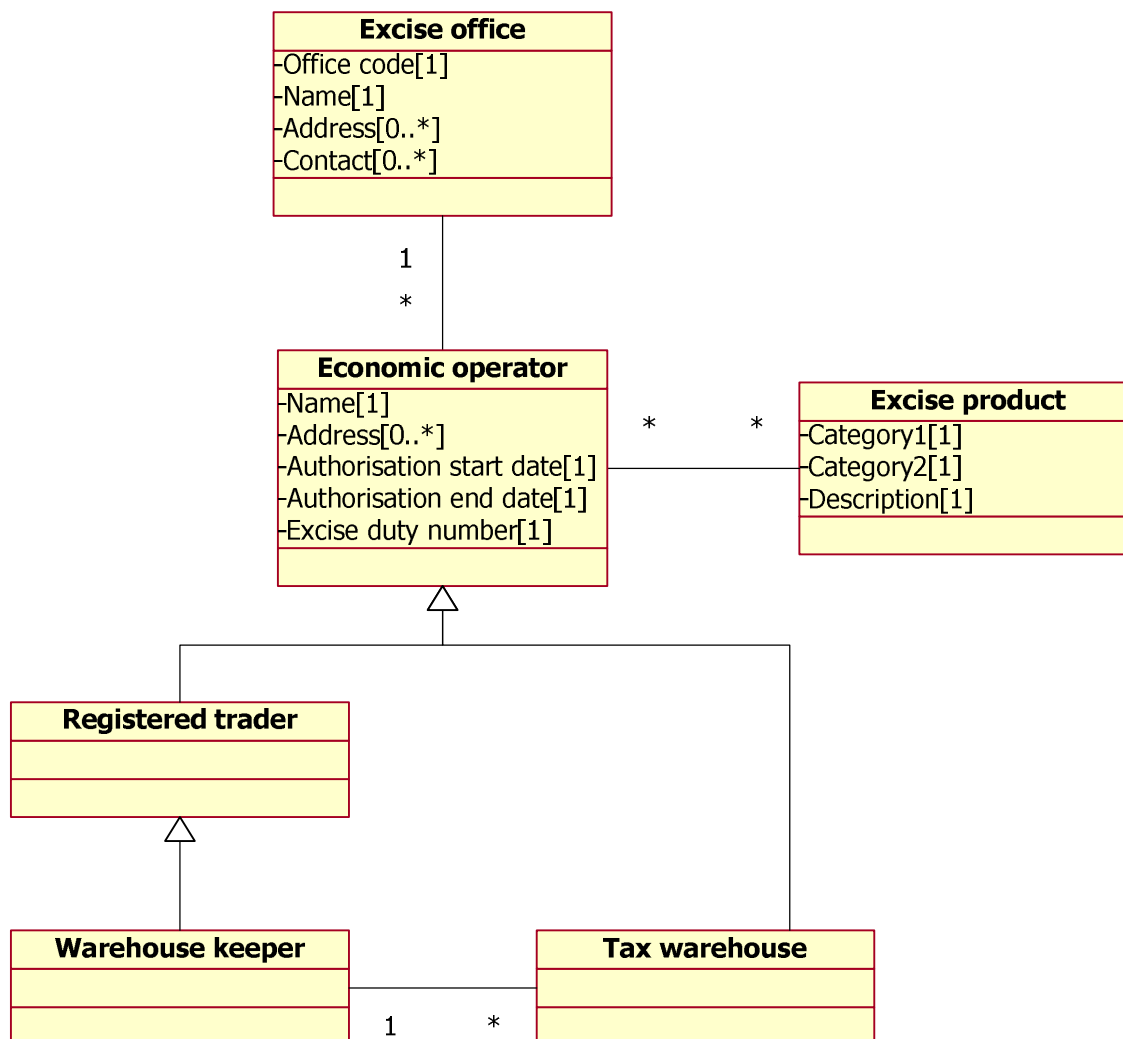 Excise office
-Office code[1]
-Name[1]
-Address[0..*]
-Contact[0..*]
1
*
Economic operator
-Name[1]
-Address[0..*]
-Authorisation start date[1]
-Authorisation end date[1]
-Excise duty number[1]
* *
Excise product
-Category1[1]
-Category2[1]
-Description[1]
Registered trader
Warehouse keeper
Tax warehouse
1 *